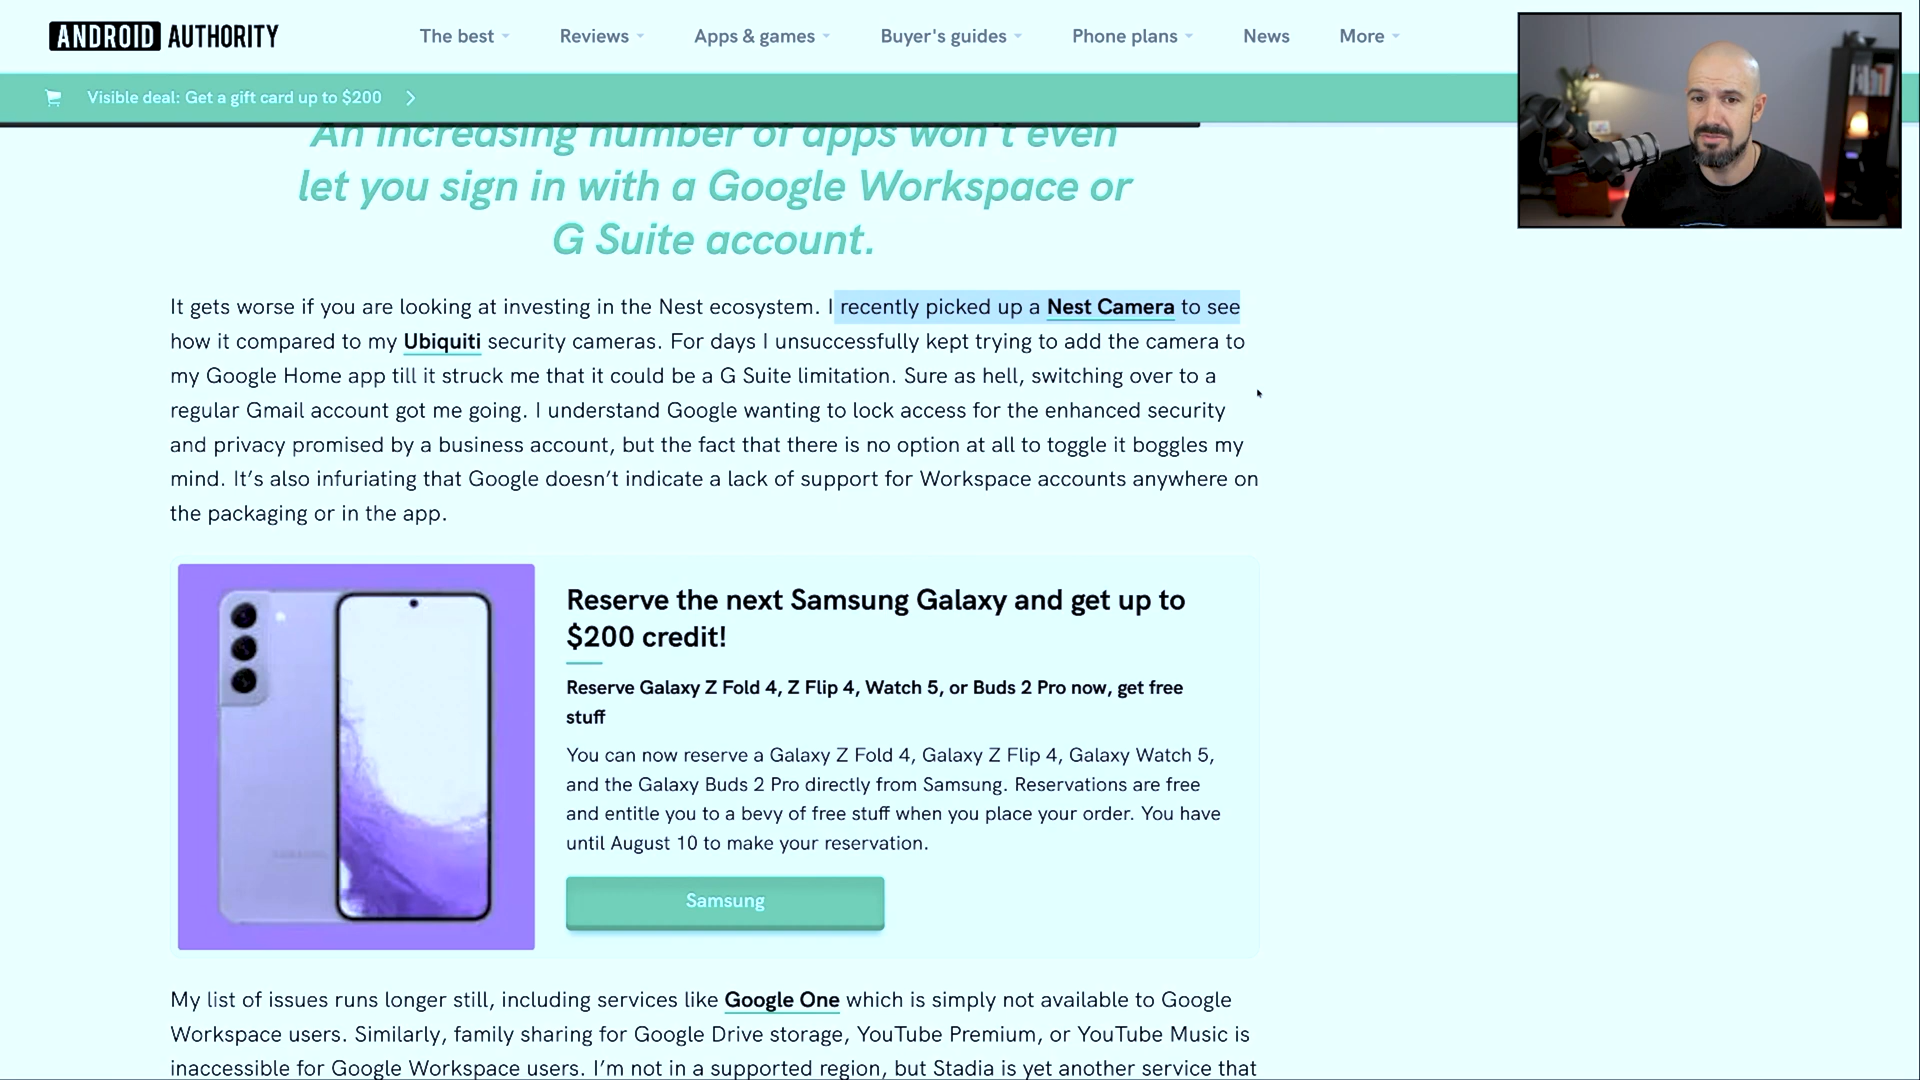 ANDROID AUTHORITY
The best
Reviews
Apps & games
Buyer's guides
Phone plans
News
More
Visible deal: Get a gift card up to $200
An increasing number of apps won't even
let you sign in with a Google Workspace or
G Suite account.
It gets worse if you are looking at investing in the Nest ecosystem. I recently picked up a Nest Camera to see
how it compared to my Ubiquiti security cameras. For days I unsuccessfully kept trying to add the camera to
my Google Home app till it struck me that it could be a G Suite limitation. Sure as hell, switching over to a
regular Gmail account got me going. I understand Google wanting to lock access for the enhanced security
and privacy promised by a business account, but the fact that there is no option at all to toggle it boggles my
mind. It’s also infuriating that Google doesn’t indicate a lack of support for Workspace accounts anywhere on
the packaging or in the app.
Reserve the next Samsung Galaxy and get up to
$200 credit!
Reserve Galaxy Z Fold 4, Z Flip 4, Watch 5, or Buds 2 Pro now, get free
stuff
You can now reserve a Galaxy Z Fold 4, Galaxy Z Flip 4, Galaxy Watch 5,
and the Galaxy Buds 2 Pro directly from Samsung. Reservations are free
and entitle you to a bevy of free stuff when you place your order. You have
until August 10 to make your reservation.
SAMSUNG
Samsung
My list of issues runs longer still, including services like Google One which is simply not available to Google
Workspace users. Similarly, family sharing for Google Drive storage, YouTube Premium, or YouTube Music is
inaccessible for Google Workspace users. I’m not in a supported region, but Stadia is yet another service that